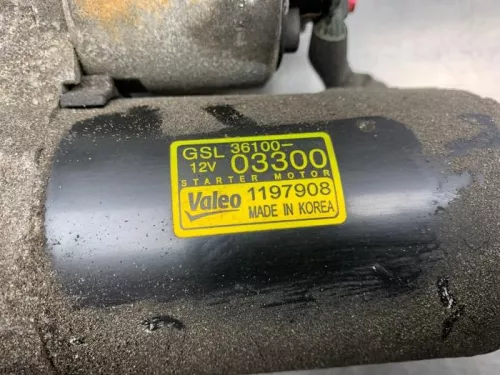 GSL 36100-
12V 03300
STARTER MOTOR
Valeo 1197908
MADE IN KOREA